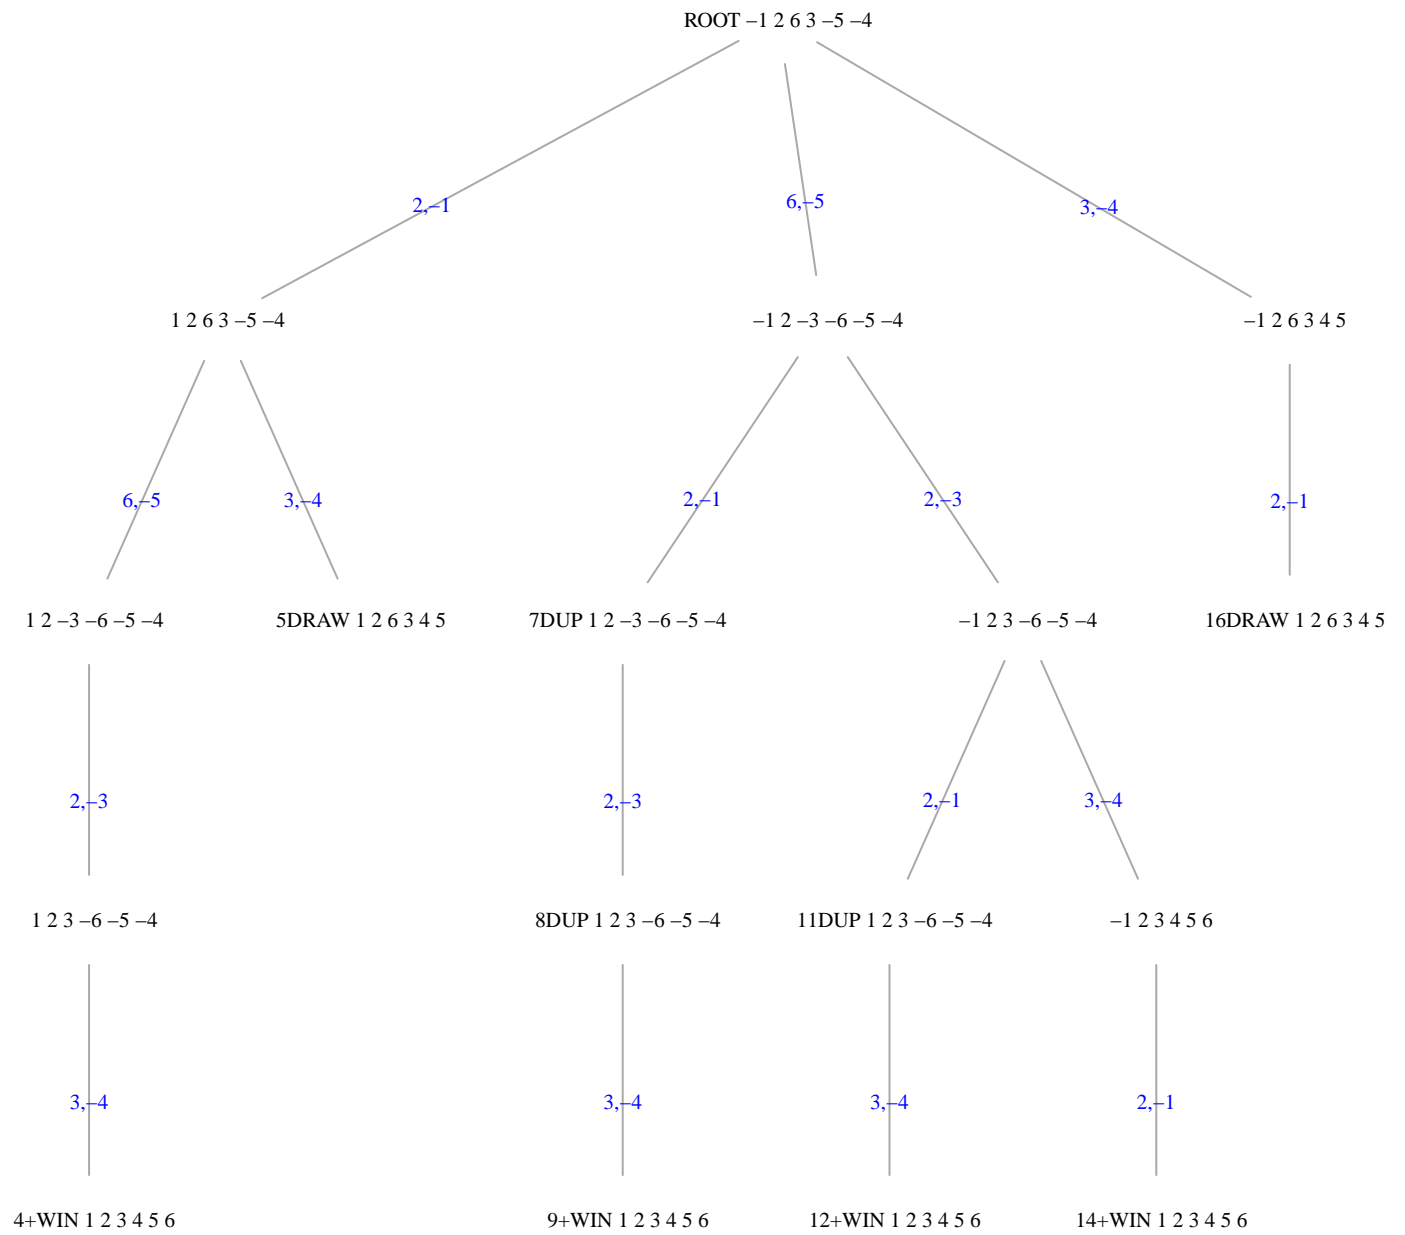 ROOT –1 2 6 3 –5 –4
2,–1
6,–5
3,–4
1 2 6 3 –5 –4
–1 2 –3 –6 –5 –4
–1 2 6 3 4 5
6,–5
3,–4
2,–1
2,–3
2,–1
1 2 –3 –6 –5 –4
5DRAW 1 2 6 3 4 5
7DUP 1 2 –3 –6 –5 –4
–1 2 3 –6 –5 –4
16DRAW 1 2 6 3 4 5
2,–3
2,–3
2,–1
3,–4
1 2 3 –6 –5 –4
8DUP 1 2 3 –6 –5 –4
11DUP 1 2 3 –6 –5 –4
–1 2 3 4 5 6
3,–4
3,–4
3,–4
2,–1
4+WIN 1 2 3 4 5 6
9+WIN 1 2 3 4 5 6
12+WIN 1 2 3 4 5 6
14+WIN 1 2 3 4 5 6